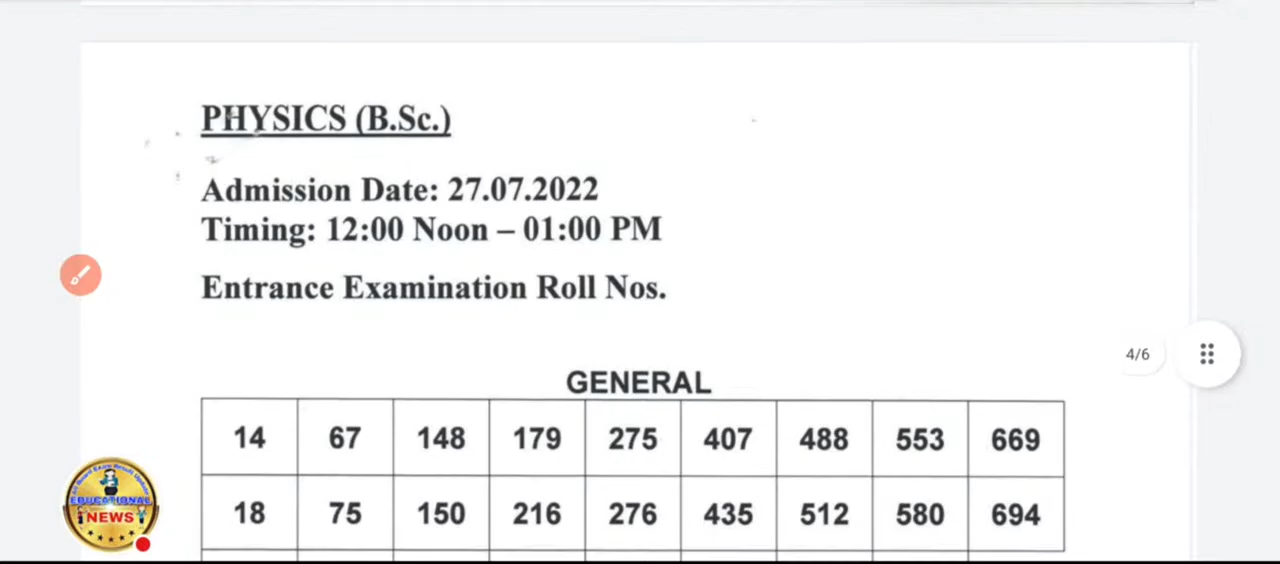 PHYSICS (B.Sc.)
Admission Date: 27.07.2022
Timing: 12:00 Noon – 01:00 PM
Entrance Examination Roll Nos.
4/6
GENERAL
14 67 148 179 275 407 488 553 669
18 75 150 216 276 435 512 580 694
EDUCATIONAL
NEWS